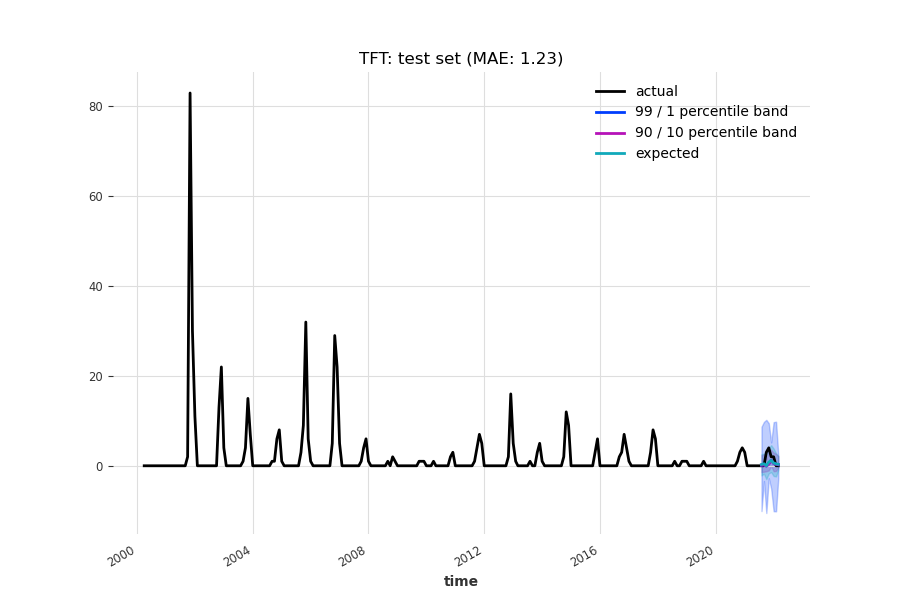 TFT: test set (MAE: 1.23)
actual
99 / 1 percentile band
90 / 10 percentile band
expected
80
60
40
20
0
2000
2004
2008
2012
2016
2020
time